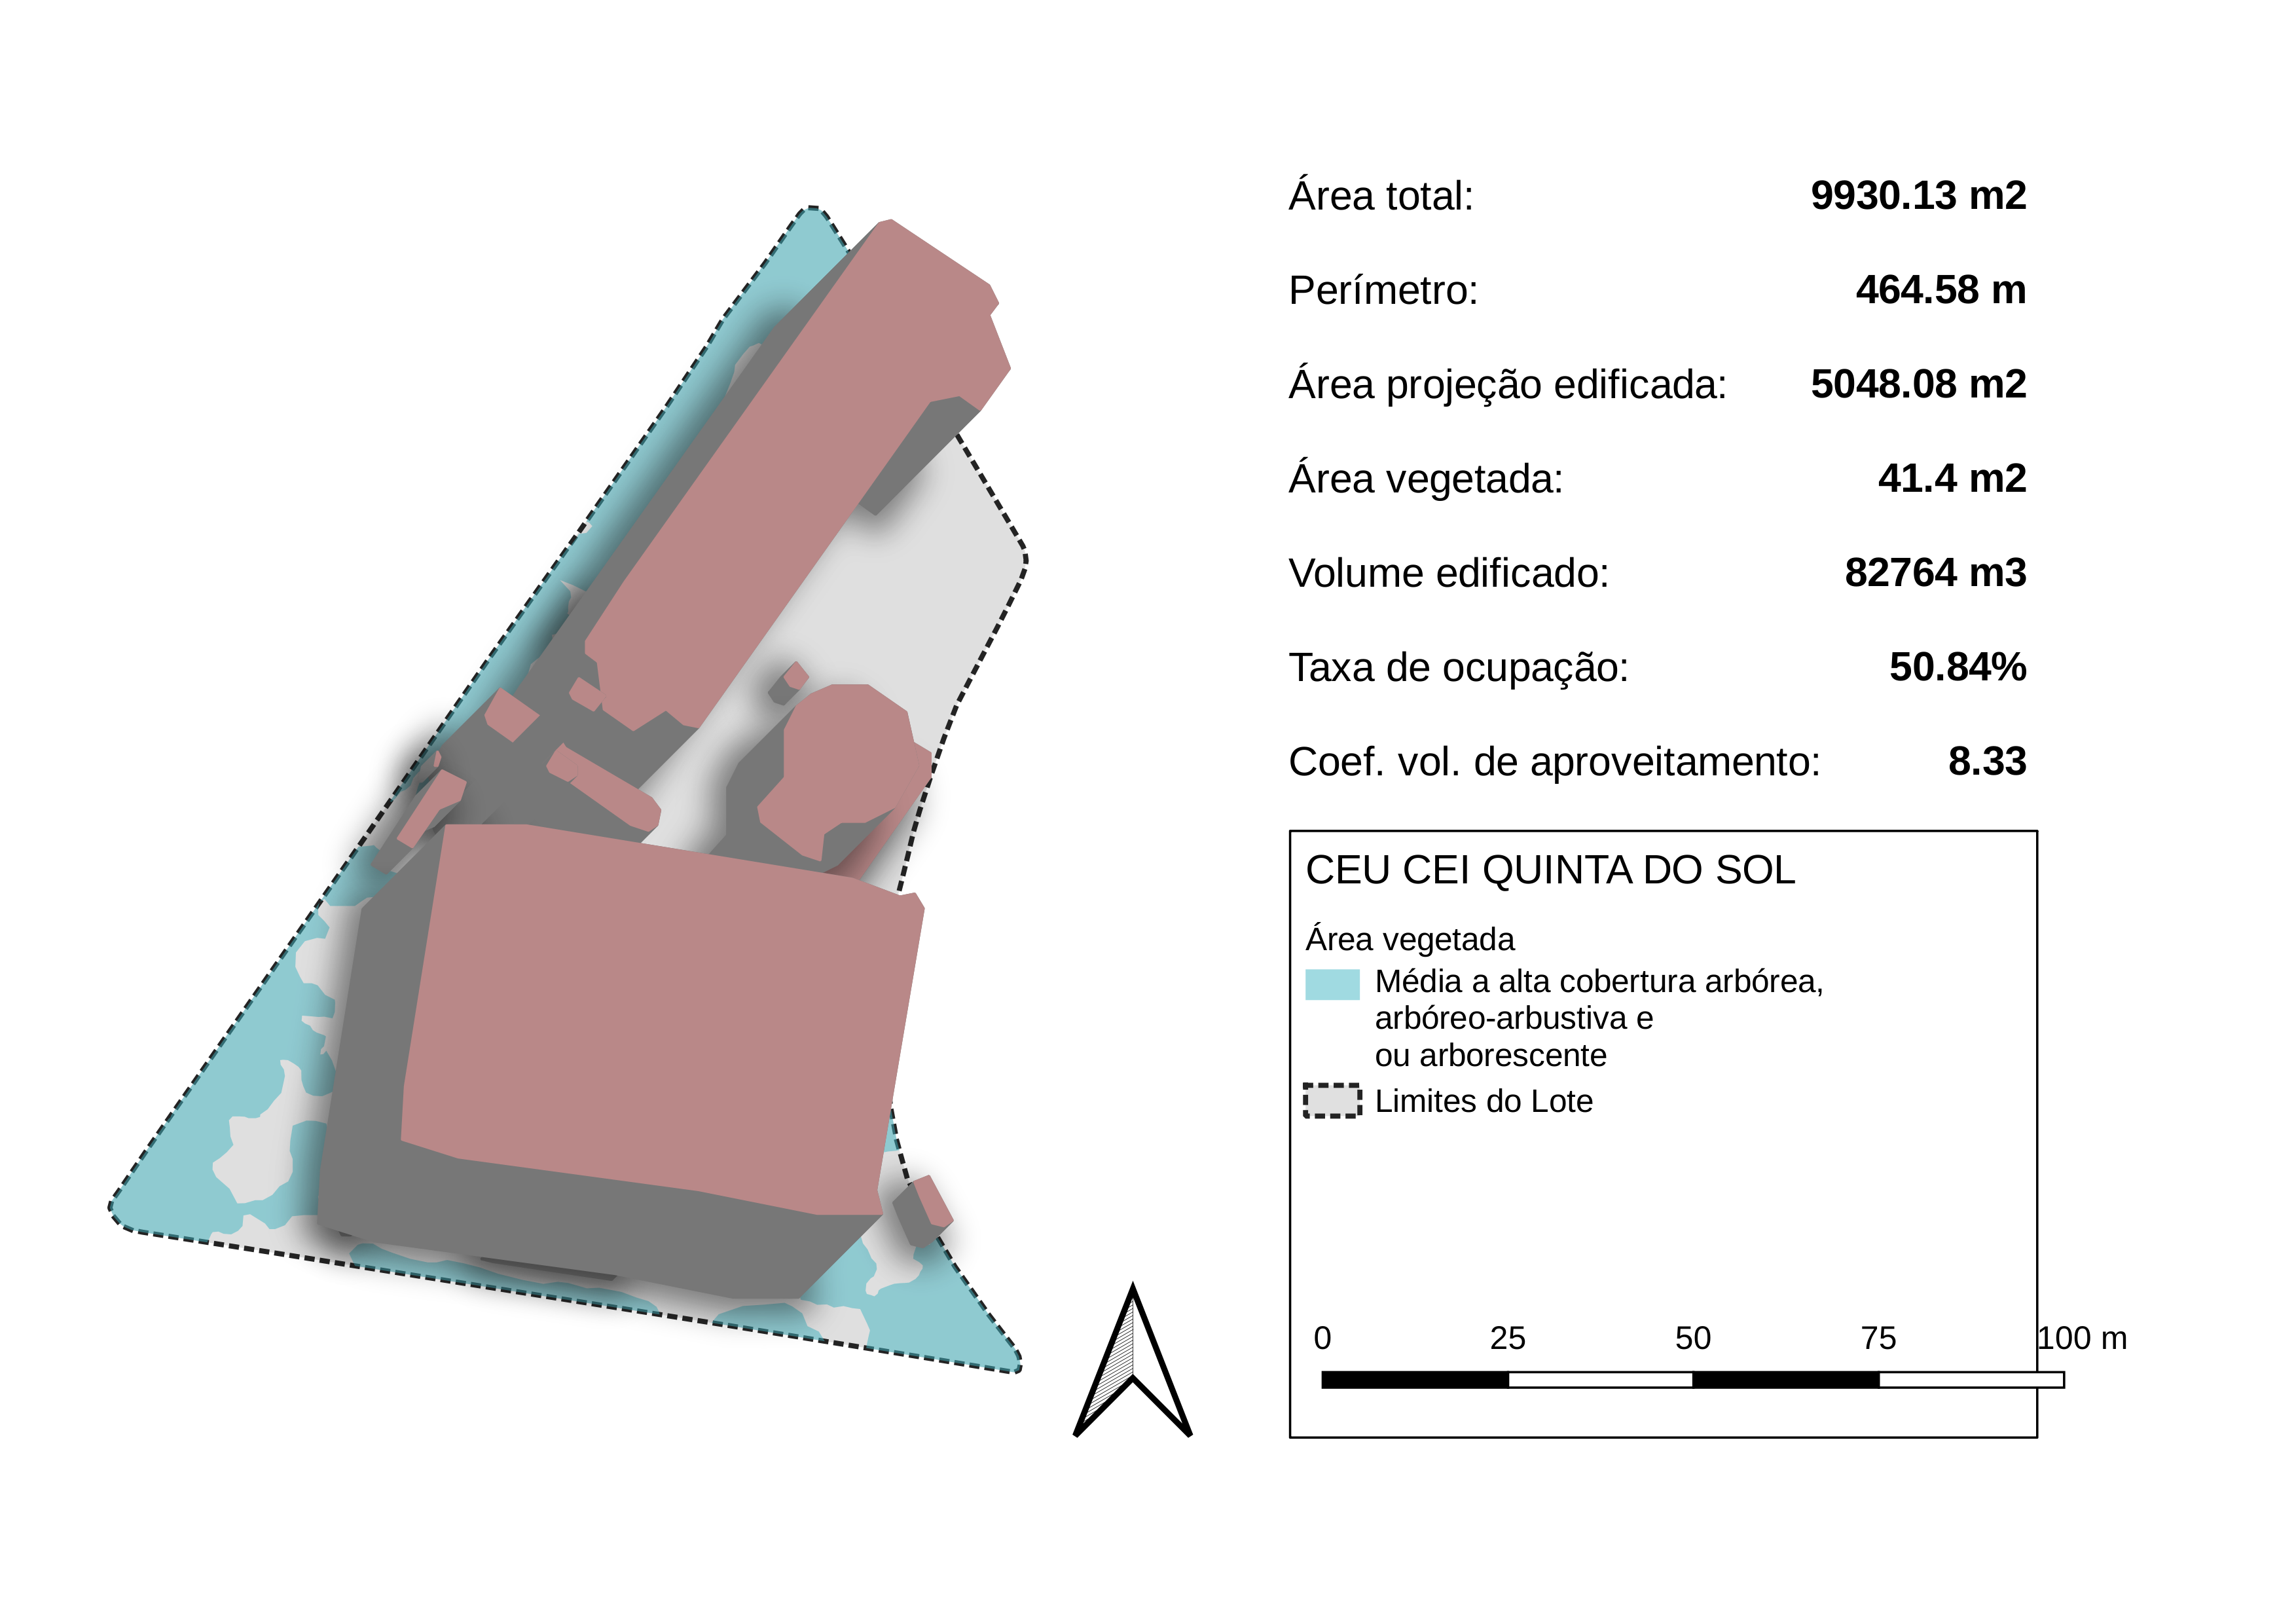 Área total: 9930.13 m2
Perímetro: 464.58 m
Área projeção edificada: 5048.08 m2
Área vegetada: 41.4 m2
Volume edificado: 82764 m3
Taxa de ocupação: 50.84%
Coef. vol. de aproveitamento: 8.33
CEU CEI QUINTA DO SOL
Área vegetada
Média a alta cobertura arbórea,
arbóreo-arbustiva e
ou arborescente
Limites do Lote
0 25 50 75 100 m